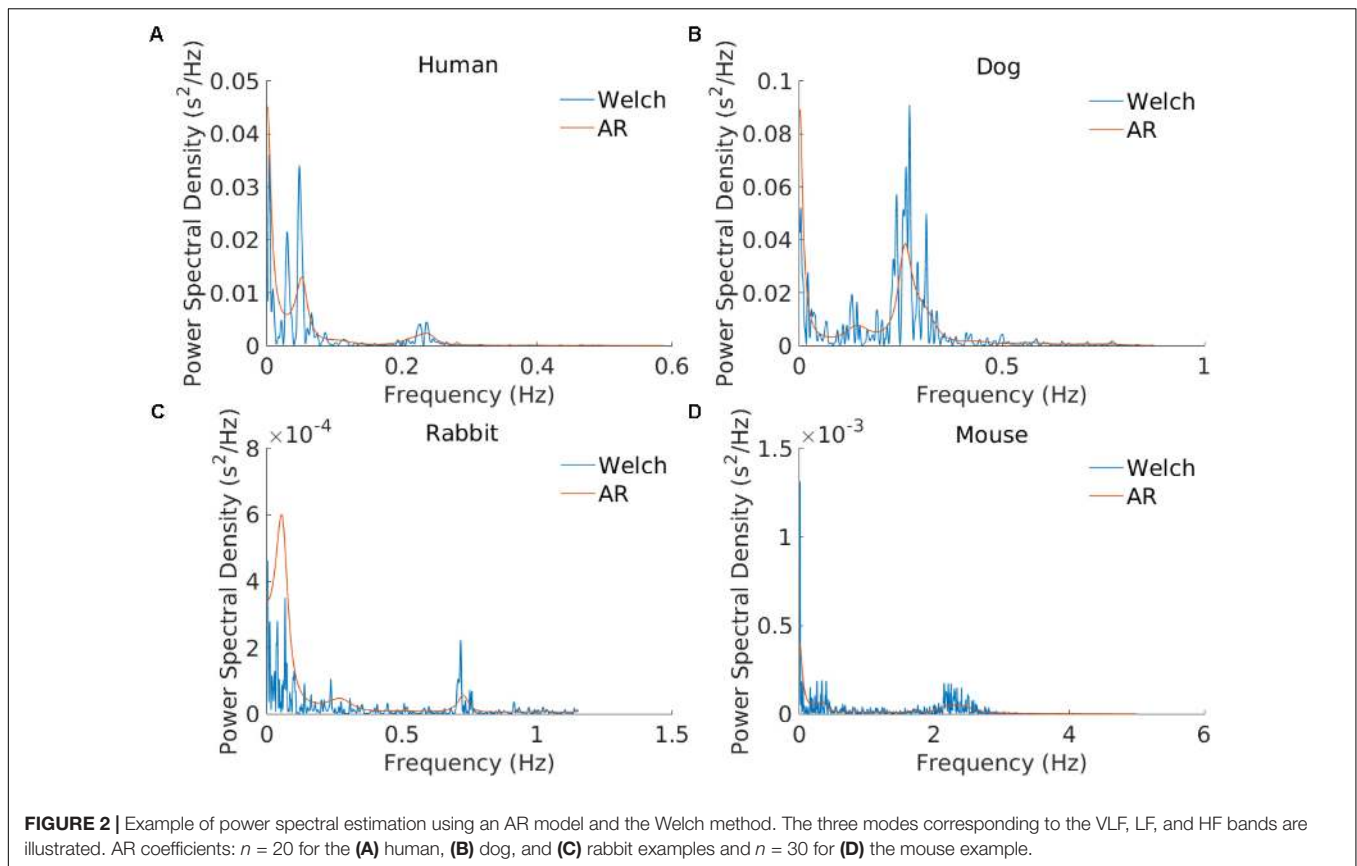 A
Human
Power Spectral Density (s²/Hz)
0.05
0.04
0.03
0.02
0.01
0
Welch
AR
0
0.2
0.4
0.6
Frequency (Hz)
B
Dog
Power Spectral Density (s²/Hz)
0.1
0.08
0.06
0.04
0.02
0
Welch
AR
0
0.5
1
Frequency (Hz)
C
×10⁻⁴
Rabbit
Power Spectral Density (s²/Hz)
8
6
4
2
0
Welch
AR
0
0.5
1
1.5
Frequency (Hz)
D
×10⁻³
Mouse
Power Spectral Density (s²/Hz)
1.5
1
0.5
0
Welch
AR
0
2
4
6
Frequency (Hz)
FIGURE 2 | Example of power spectral estimation using an AR model and the Welch method. The three modes corresponding to the VLF, LF, and HF bands are
illustrated. AR coefficients: n = 20 for the (A) human, (B) dog, and (C) rabbit examples and n = 30 for (D) the mouse example.